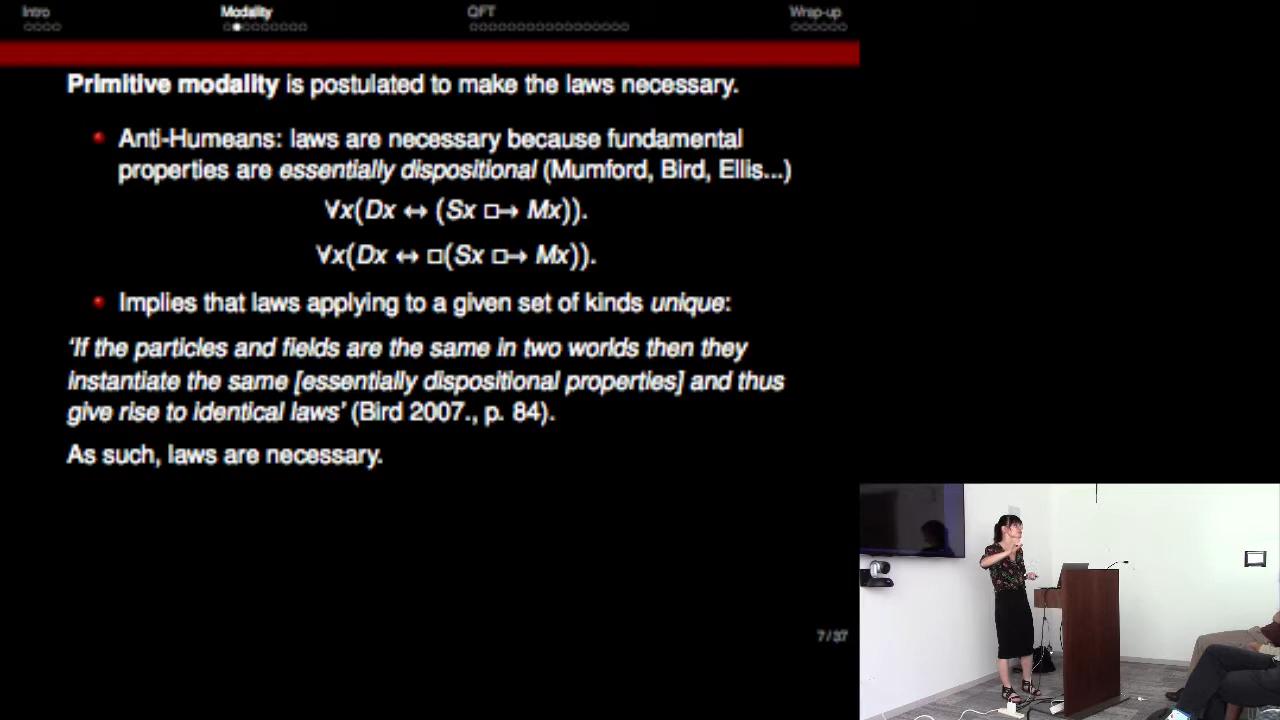 Intro Modality QFT Wrap-up
Primitive modality is postulated to make the laws necessary.
Anti-Humeans: laws are necessary because fundamental
properties are essentially dispositional (Mumford, Bird, Ellis...)
∀x(Dx ↔ (Sx □→ Mx)).
∀x(Dx ↔ □(Sx □→ Mx)).
Implies that laws applying to a given set of kinds unique:
'If the particles and fields are the same in two worlds then they
instantiate the same [essentially dispositional properties] and thus
give rise to identical laws' (Bird 2007., p. 84).
As such, laws are necessary.
7 / 37